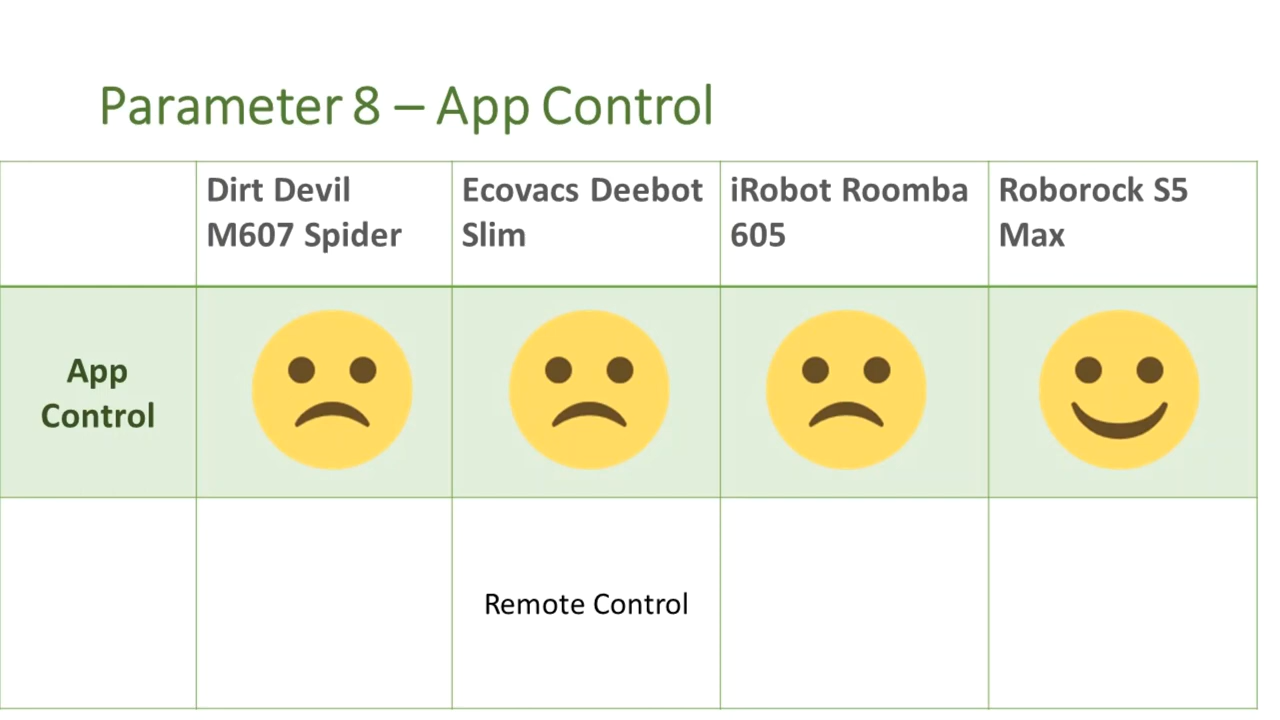 Parameter 8 – App Control
Dirt Devil
M607 Spider
Ecovacs Deebot
Slim
iRobot Roomba
605
Roborock S5
Max
App
Control
Remote Control